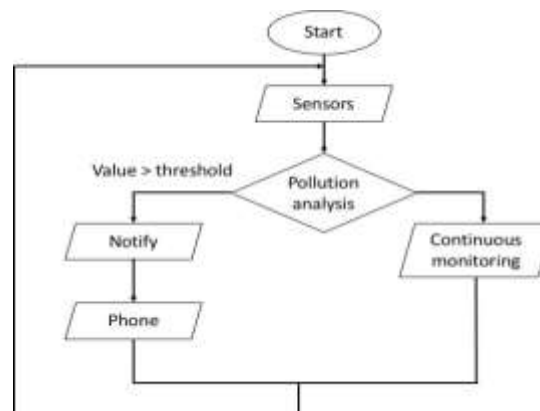 Start
Sensors
Value > threshold
Pollution
analysis
Notify
Continuous
monitoring
Phone